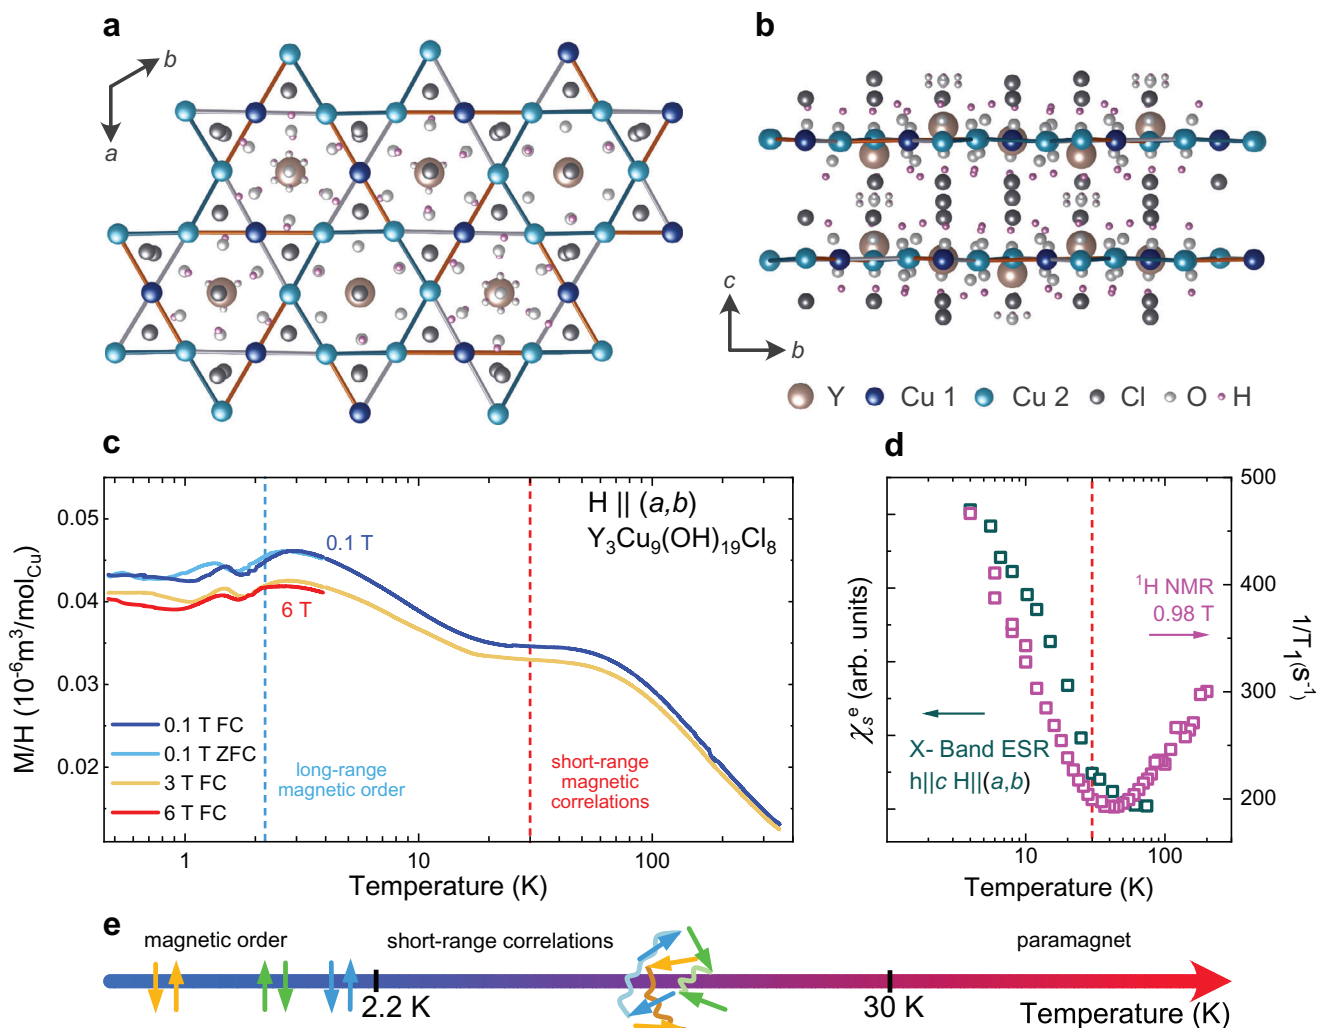 a
b
a
b
c
b
Y Cu 1 Cu 2 Cl O H
c
M/H (10⁻⁶m³/mol_Cu)
0.05
0.04
0.03
0.02
H || (a,b)
Y₃Cu₉(OH)₁₉Cl₈
0.1 T
6 T
0.1 T FC
0.1 T ZFC
3 T FC
6 T FC
long-range
magnetic order
short-range
magnetic
correlations
1 10 100
Temperature (K)
d
χ_s^e (arb. units)
¹H NMR
0.98 T
X- Band ESR
h||c H||(a,b)
500
400
300
200
1/T₁(s⁻¹)
10 100
Temperature (K)
e
magnetic order short-range correlations paramagnet
2.2 K 30 K Temperature (K)